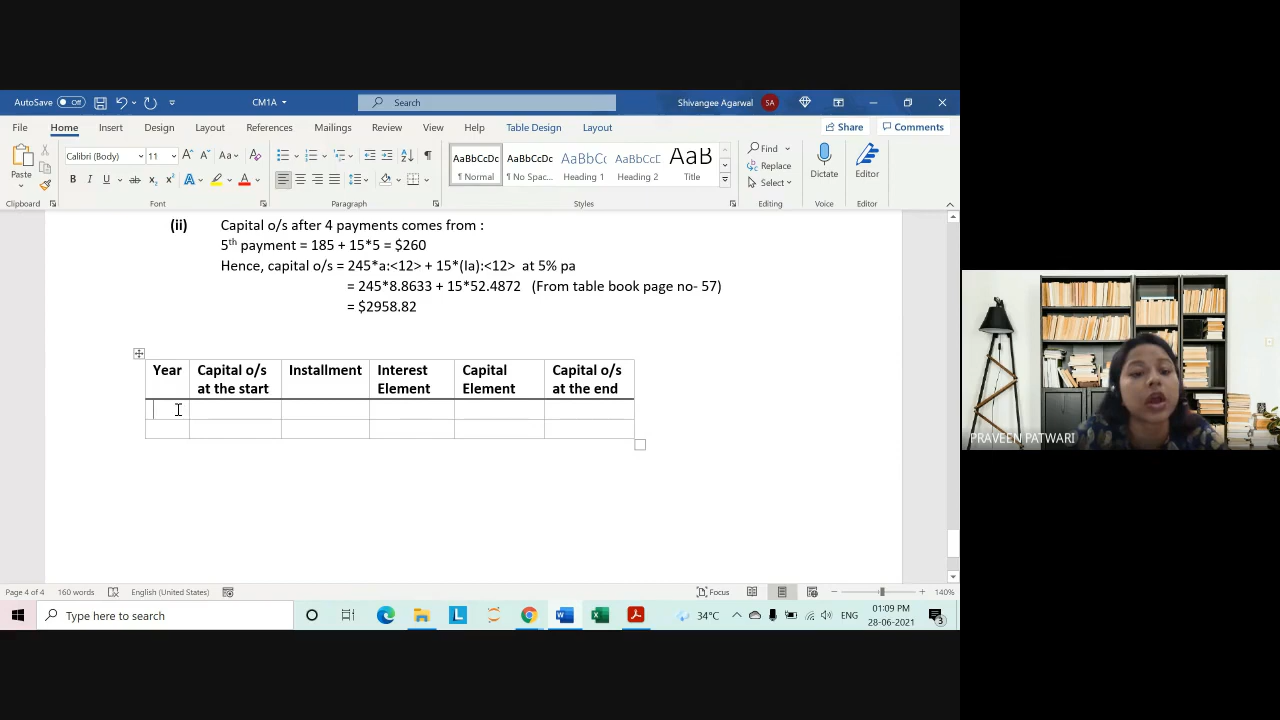 AutoSave Off CM1A Search Shivangee Agarwal SA
File Home Insert Design Layout References Mailings Review View Help Table Design Layout Share Comments
Calibri (Body) 11 Aa AaBbCcDc AaBbCcDc AaBbCc AaBbCcD AaB Find
Replace
Select
Paste ¶ Normal ¶ No Spac... Heading 1 Heading 2 Title Dictate Editor
Clipboard Font Paragraph Styles Editing Voice Editor
(ii) Capital o/s after 4 payments comes from :
5th payment = 185 + 15*5 = $260
Hence, capital o/s = 245*a:<12> + 15*(Ia):<12> at 5% pa
= 245*8.8633 + 15*52.4872 (From table book page no- 57)
= $2958.82
Year Capital o/s at the start Installment Interest Element Capital Element Capital o/s at the end
PRAVEEN PATWARI
Page 4 of 4 160 words English (United States) Focus 140%
Type here to search 34°C ENG 01:09 PM
28-06-2021 3